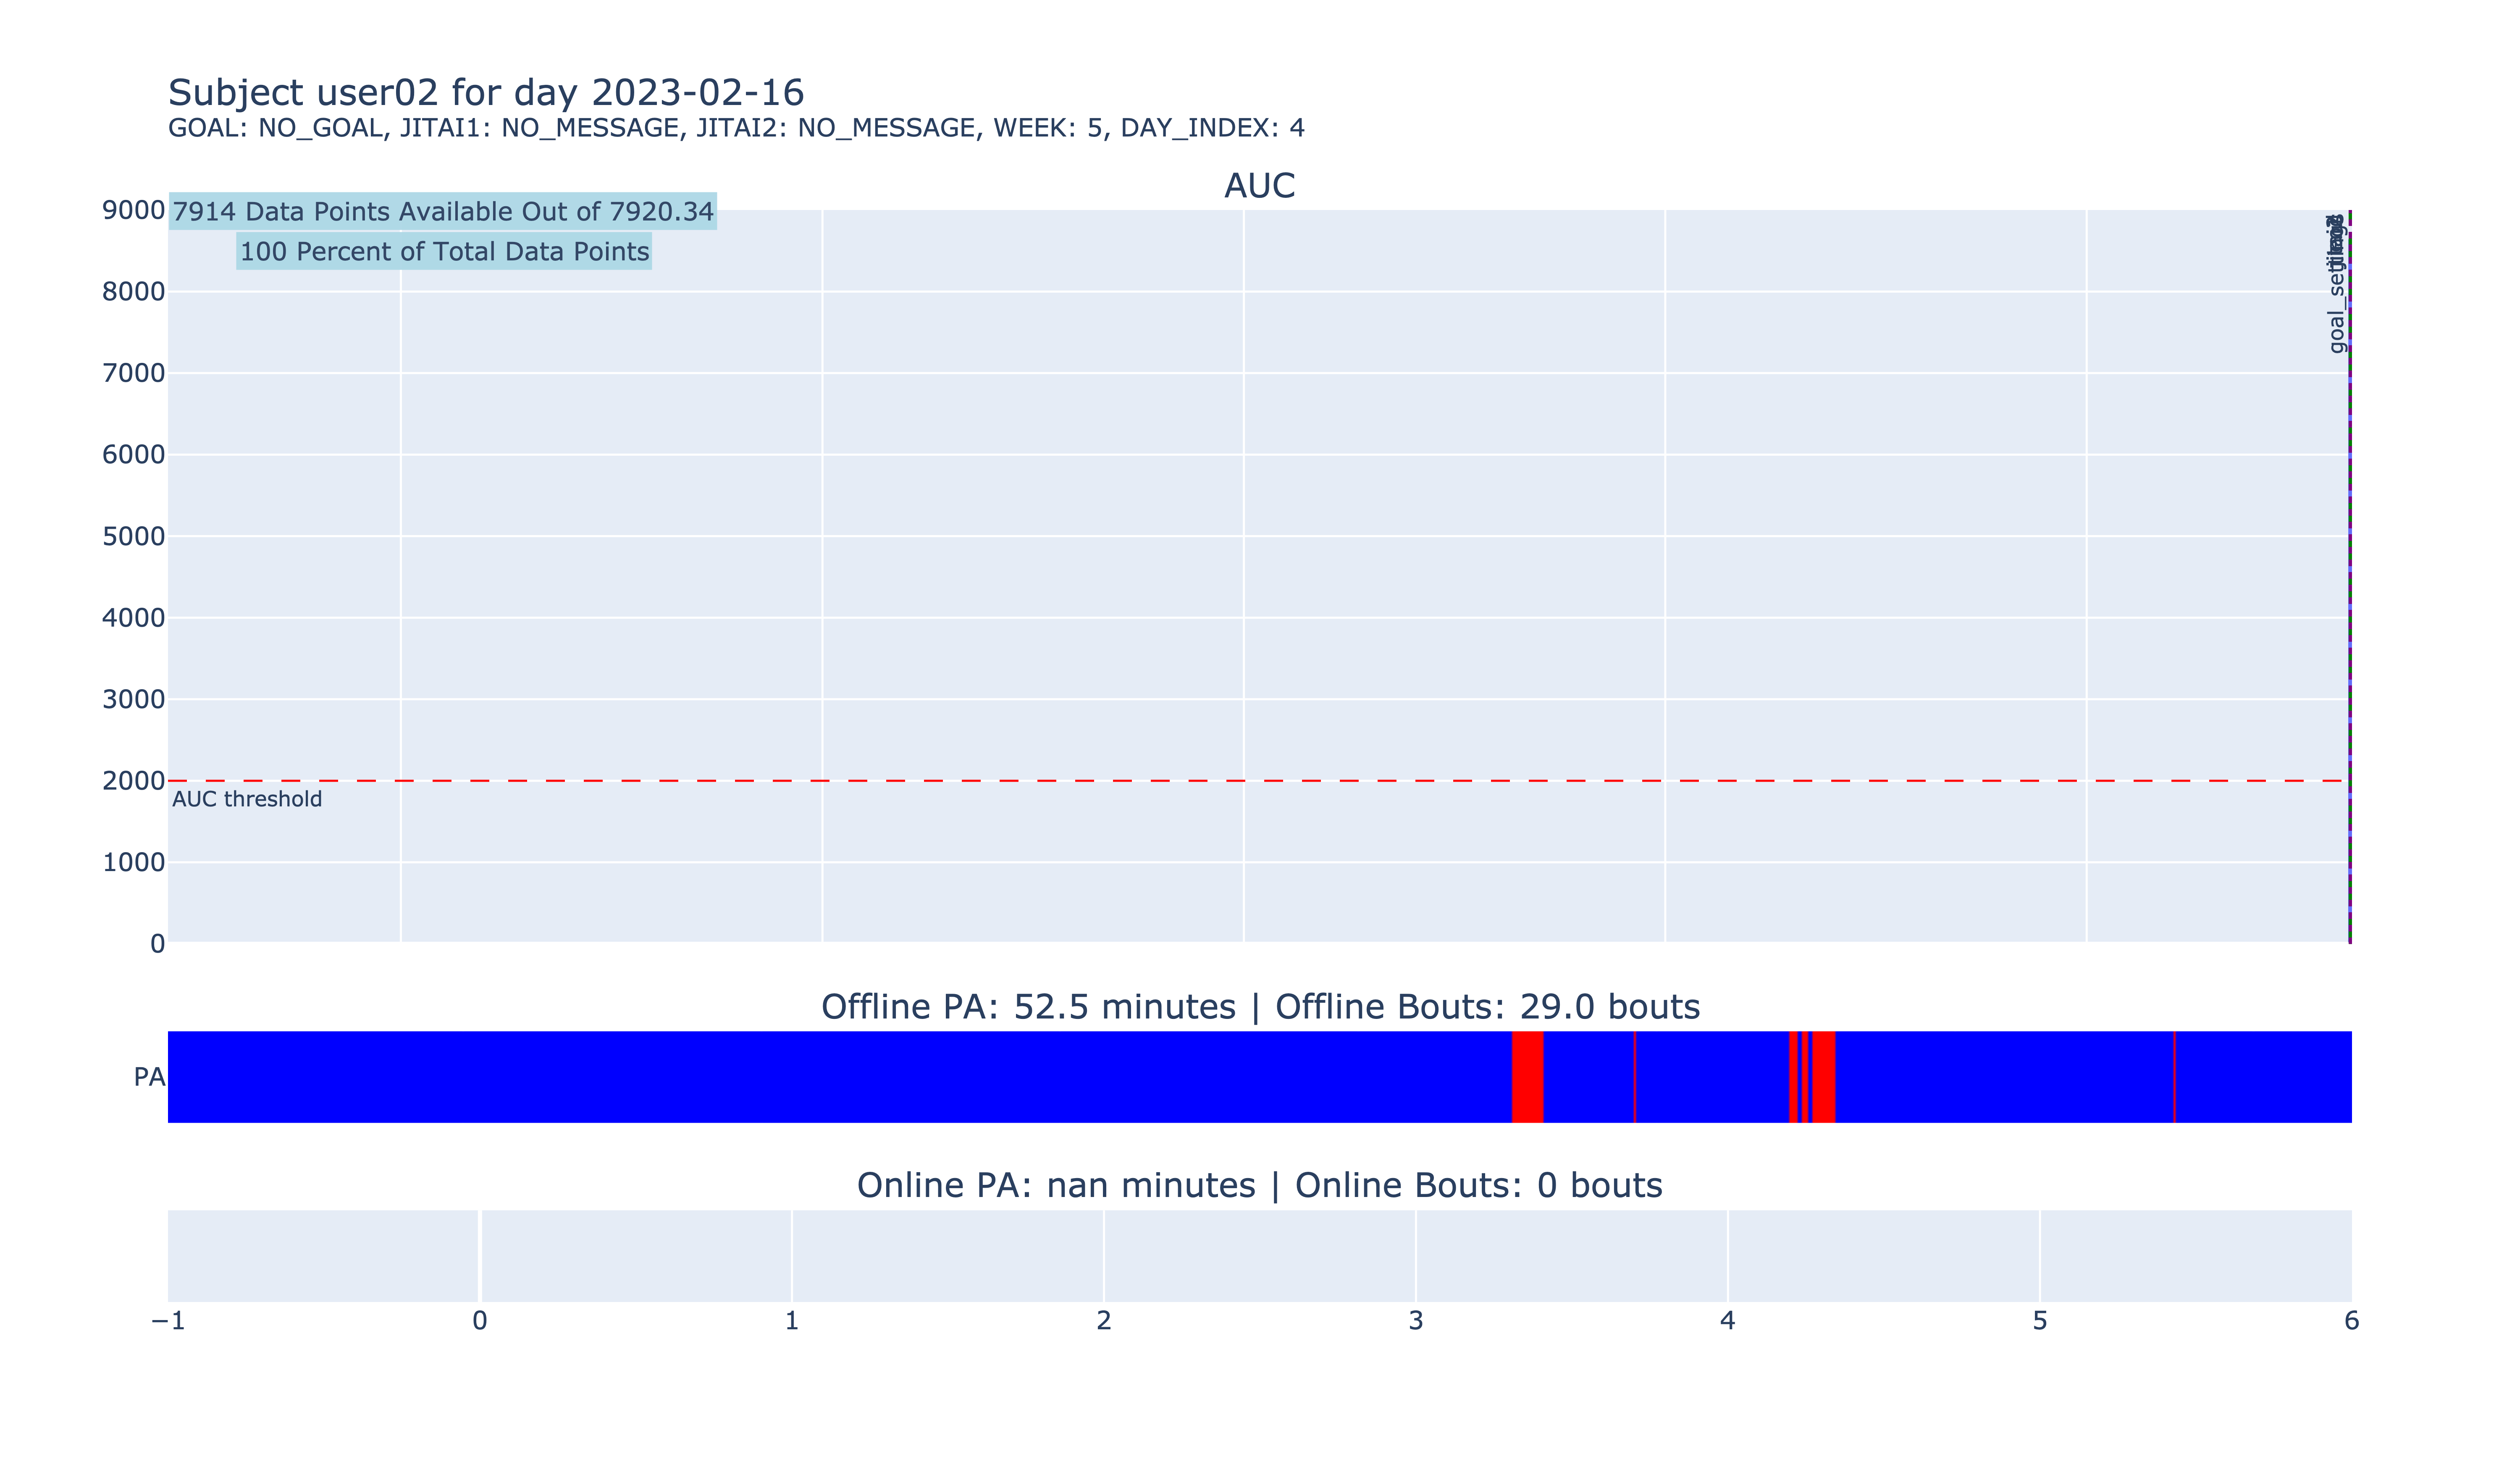 Subject user02 for day 2023-02-16
GOAL: NO_GOAL, JITAI1: NO_MESSAGE, JITAI2: NO_MESSAGE, WEEK: 5, DAY_INDEX: 4
AUC
7914 Data Points Available Out of 7920.34
100 Percent of Total Data Points
9000
8000
7000
6000
5000
4000
3000
2000
1000
0
AUC threshold
Offline PA: 52.5 minutes | Offline Bouts: 29.0 bouts
PA
Online PA: nan minutes | Online Bouts: 0 bouts
−1 0 1 2 3 4 5 6